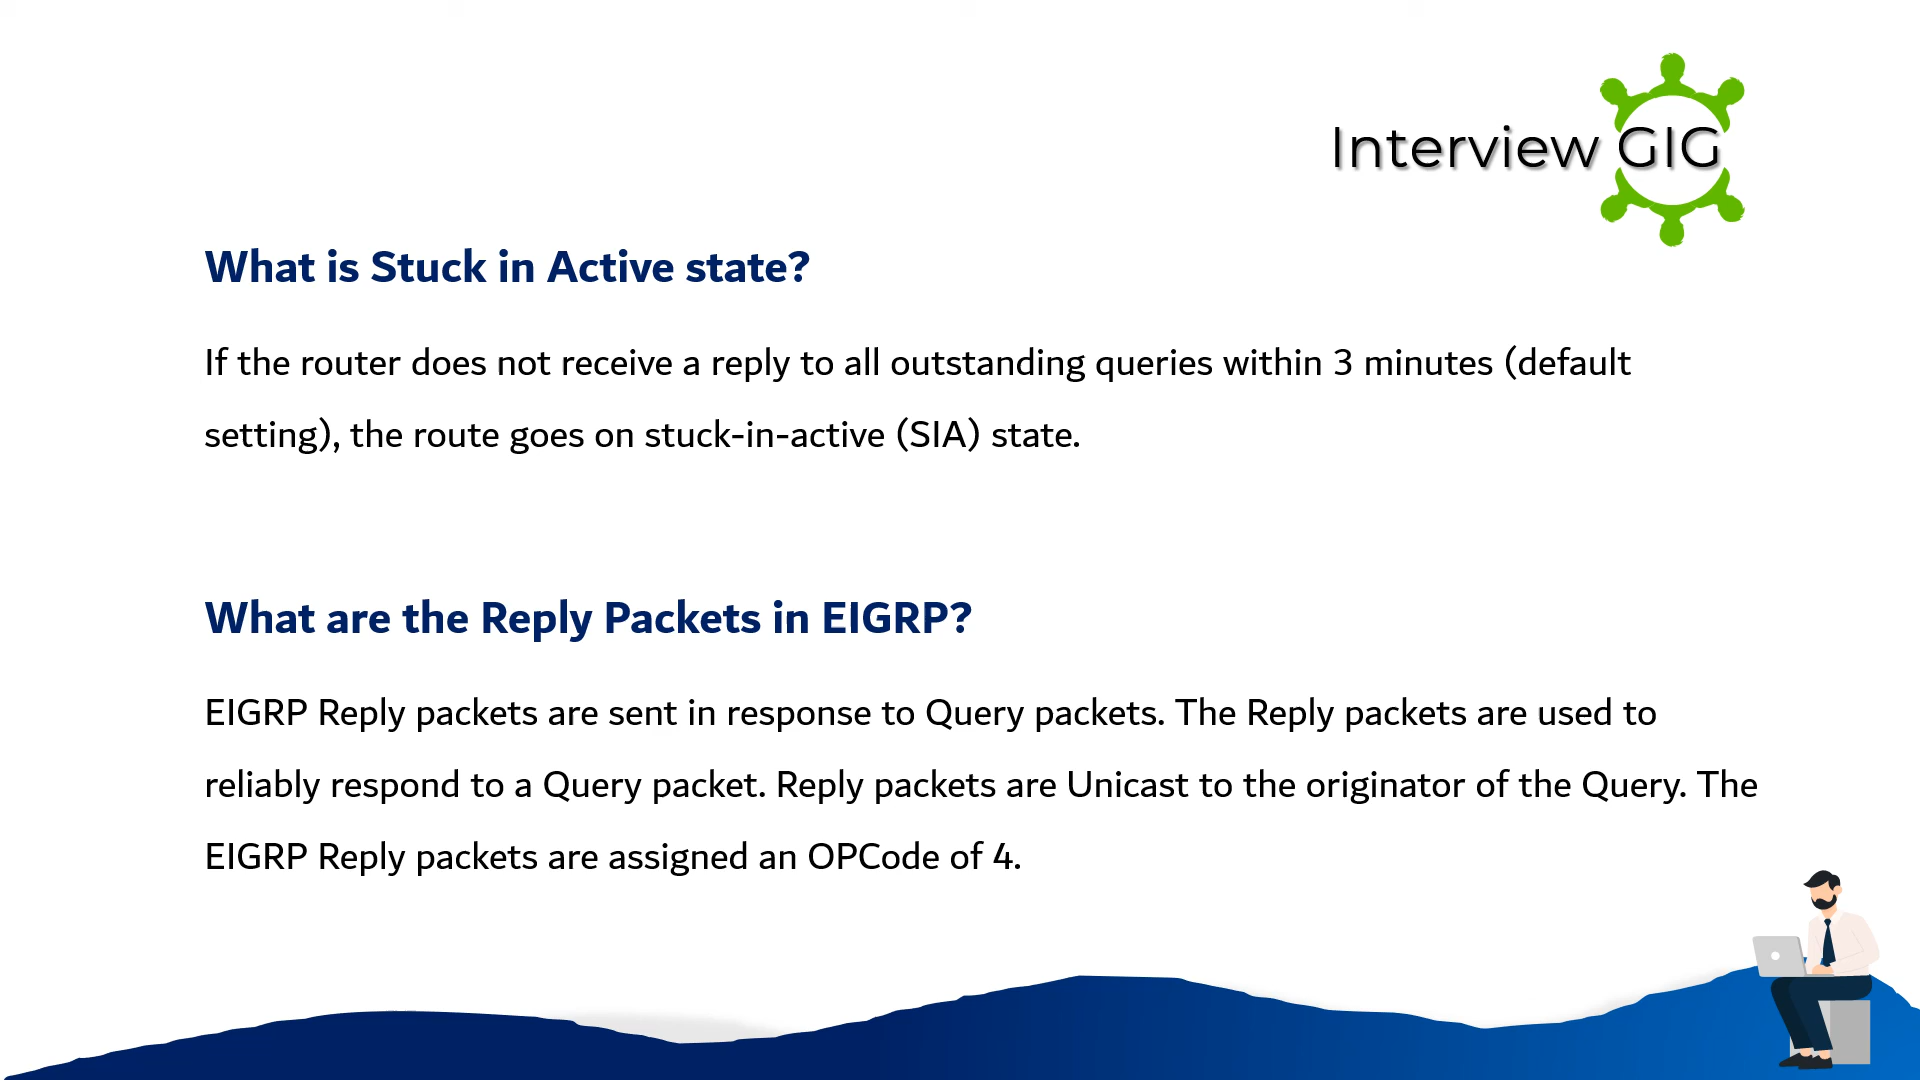 Interview GIG
What is Stuck in Active state?
If the router does not receive a reply to all outstanding queries within 3 minutes (default
setting), the route goes on stuck-in-active (SIA) state.
What are the Reply Packets in EIGRP?
EIGRP Reply packets are sent in response to Query packets. The Reply packets are used to
reliably respond to a Query packet. Reply packets are Unicast to the originator of the Query. The
EIGRP Reply packets are assigned an OPCode of 4.